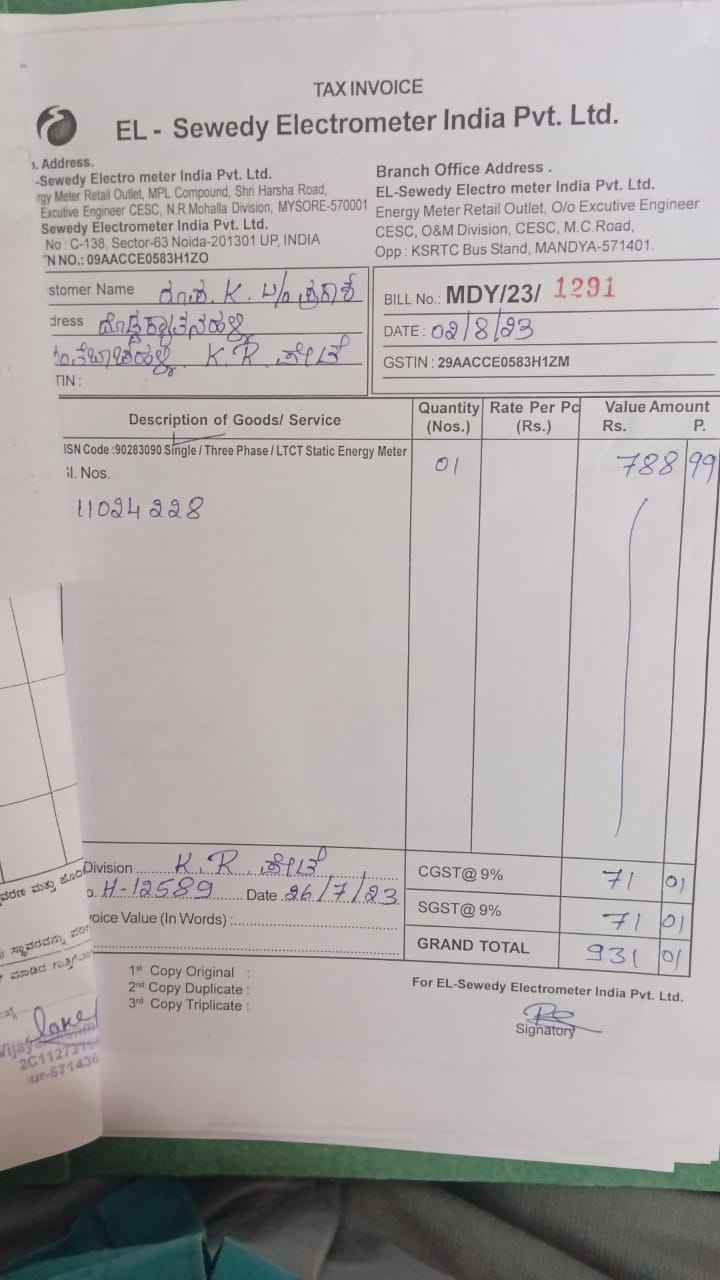 TAX INVOICE
EL - Sewedy Electrometer India Pvt. Ltd.
. Address.
-Sewedy Electro meter India Pvt. Ltd.
rgy Meter Retail Outlet, MPL Compound, Shri Harsha Road,
Excutive Engineer CESC, N.R.Mohalla Division, MYSORE-570001
Sewedy Electrometer India Pvt. Ltd.
No : C-138, Sector-63 Noida-201301 UP, INDIA
N NO.: 09AACCE0583H1ZO
Branch Office Address .
EL-Sewedy Electro meter India Pvt. Ltd.
Energy Meter Retail Outlet, O/o Excutive Engineer
CESC, O&M Division, CESC, M.C.Road,
Opp : KSRTC Bus Stand, MANDYA-571401.
stomer Name K.
dress
K. R. ಪೇಟೆ
TIN :
BILL No.: MDY/23/ 1291
DATE : 02/8/23
GSTIN : 29AACCE0583H1ZM
Description of Goods/ Service
Quantity (Nos.)
Rate Per Pc (Rs.)
Value Amount
Rs. P.
ISN Code :90283090 Single / Three Phase / LTCT Static Energy Meter
l. Nos.
01
788 99
11024228
Division K. R. ಪೇಟೆ
o. H-12589 Date 26/7/23
voice Value (In Words) :
CGST@ 9% 71 01
SGST@ 9% 71 01
GRAND TOTAL 931 01
1st Copy Original :
2nd Copy Duplicate :
3rd Copy Triplicate :
For EL-Sewedy Electrometer India Pvt. Ltd.
Signatory
ವರಣ ಮತ್ತು
ಸ್ಥಾವರವನ್ನು
ಮಾಡಿದ
Vijay
ur-571436